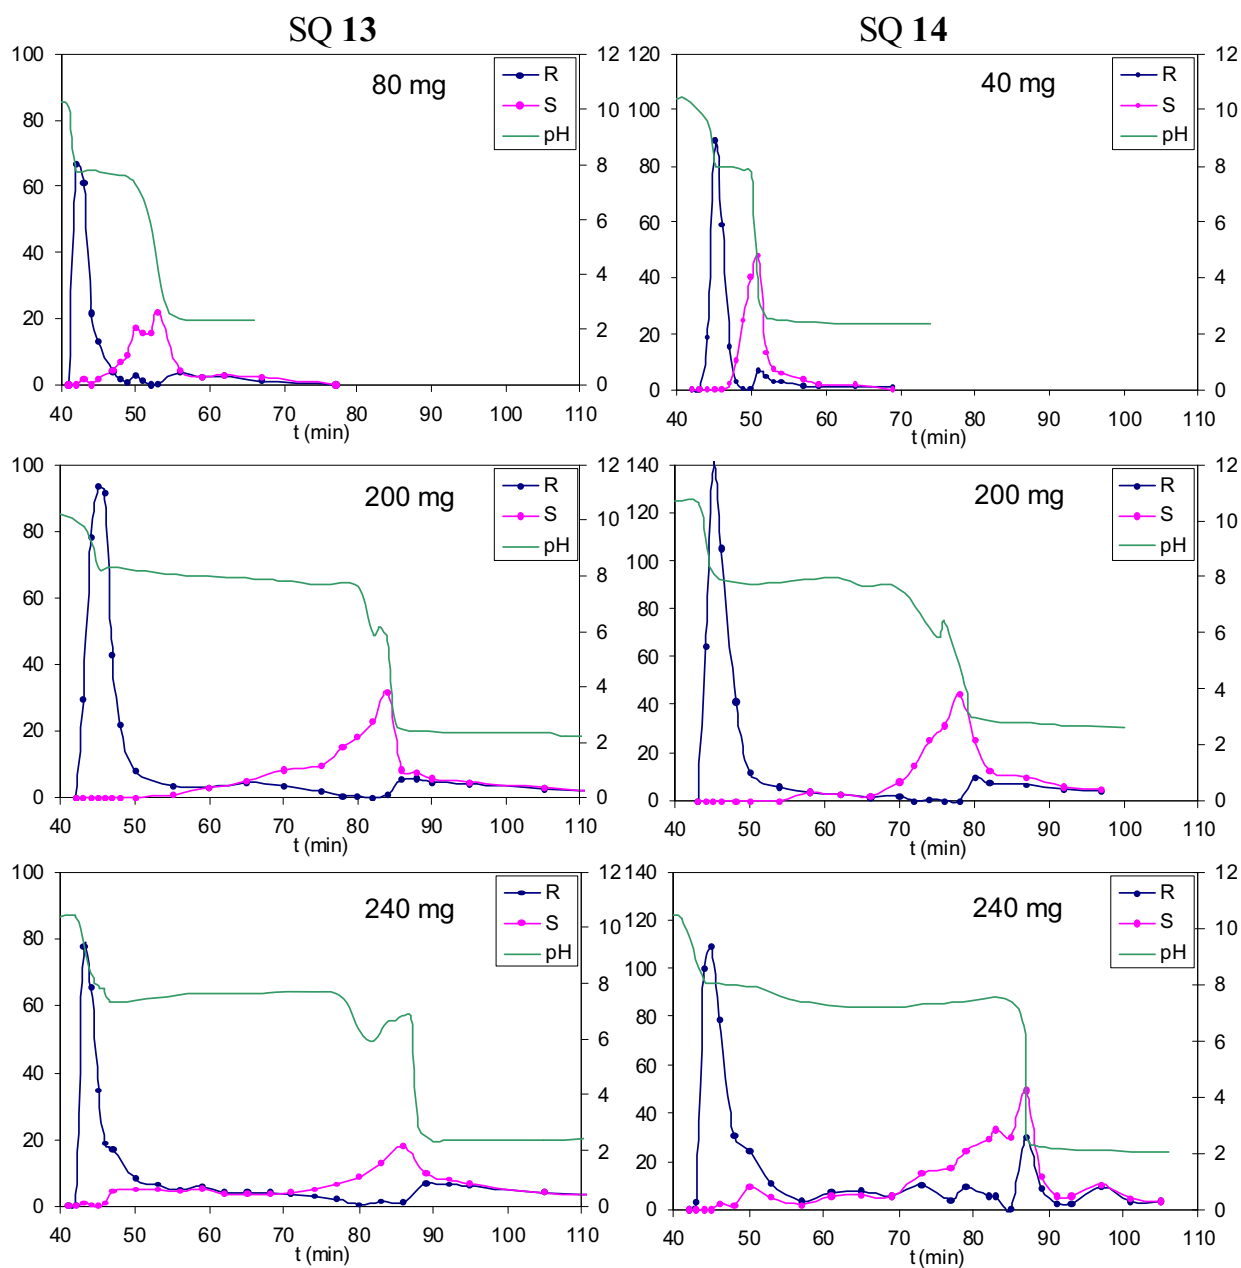 SQ 13 SQ 14
100 12 120 12
80 mg R S pH 40 mg R S pH
80 10 100 10
60 8 80 8
6 60 6
40 4 40 4
20 2 20 2
0 0 0 0
40 50 60 70 80 90 100 110 40 50 60 70 80 90 100 110
t (min) t (min)
100 12 140 12
200 mg R S pH 200 mg R S pH
80 10 120 10
60 8 100 8
6 80 6
40 4 60 4
20 2 40 2
0 0 20 0
0
40 50 60 70 80 90 100 110 40 50 60 70 80 90 100 110
t (min) t (min)
100 12 140 12
240 mg R S pH 240 mg R S pH
80 10 120 10
60 8 100 8
6 80 6
40 4 60 4
20 2 40 2
0 0 20 0
0
40 50 60 70 80 90 100 110 40 50 60 70 80 90 100 110
t (min) t (min)